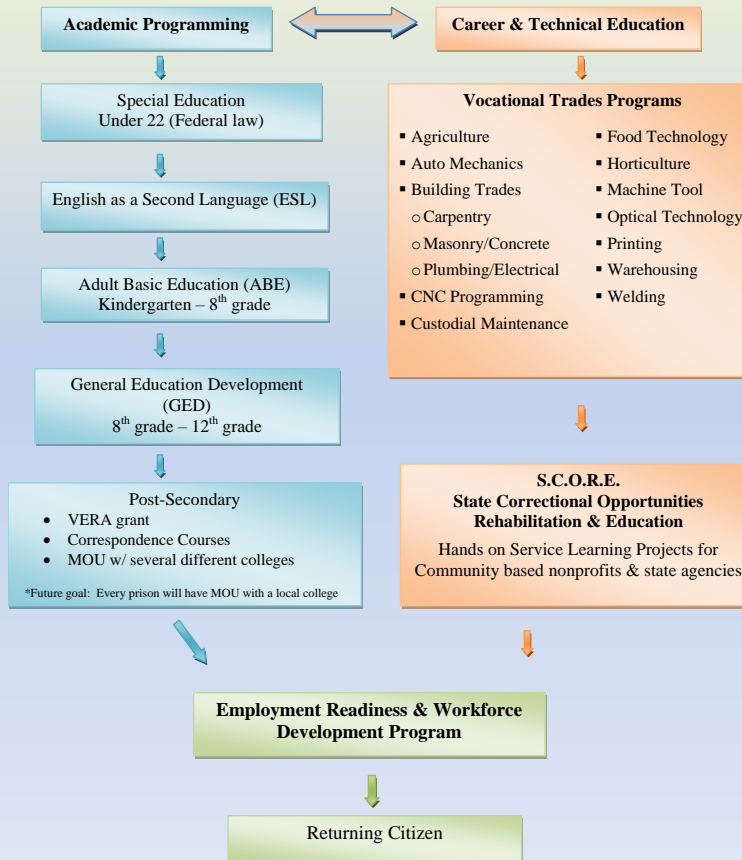 Academic Programming
Career & Technical Education
Special Education
Under 22 (Federal law)
English as a Second Language (ESL)
Adult Basic Education (ABE)
Kindergarten – 8th grade
General Education Development
(GED)
8th grade – 12th grade
Post-Secondary
• VERA grant
• Correspondence Courses
• MOU w/ several different colleges
*Future goal: Every prison will have MOU with a local college
Vocational Trades Programs
▪ Agriculture
▪ Auto Mechanics
▪ Building Trades
o Carpentry
o Masonry/Concrete
o Plumbing/Electrical
▪ CNC Programming
▪ Custodial Maintenance
▪ Food Technology
▪ Horticulture
▪ Machine Tool
▪ Optical Technology
▪ Printing
▪ Warehousing
▪ Welding
S.C.O.R.E.
State Correctional Opportunities
Rehabilitation & Education
Hands on Service Learning Projects for
Community based nonprofits & state agencies
Employment Readiness & Workforce
Development Program
Returning Citizen